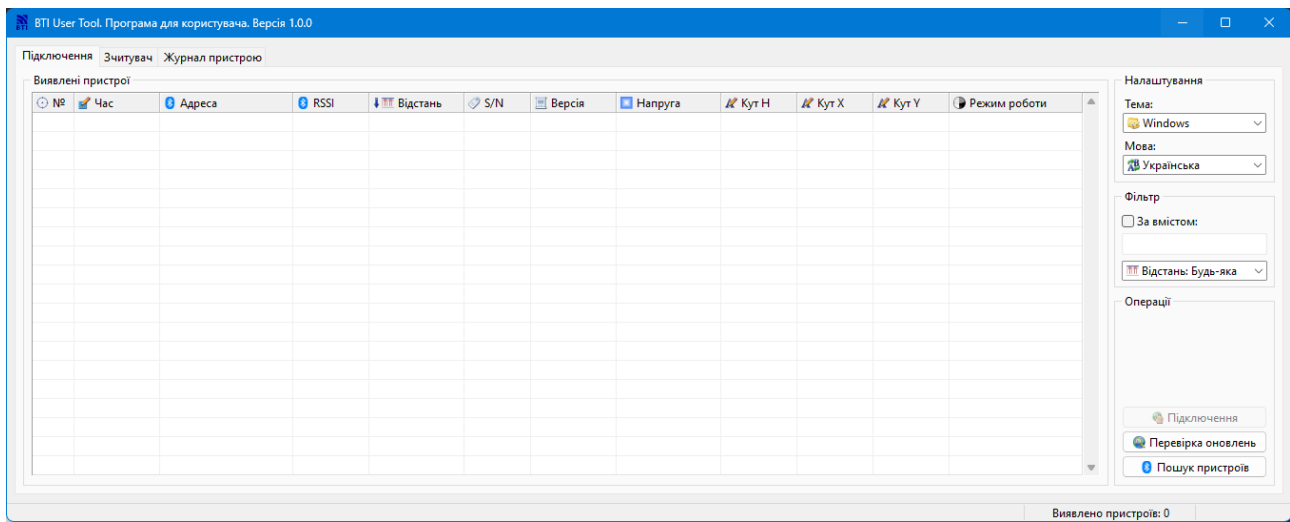 BTI BTI User Tool. Програма для користувача. Версія 1.0.0
Підключення Зчитувач Журнал пристрою
Виявлені пристрої
№ Час Адреса RSSI Відстань S/N Версія Напруга Кут H Кут X Кут Y Режим роботи
Налаштування
Тема:
Windows
Мова:
Українська
Фільтр
За вмістом:
Відстань: Будь-яка
Операції
Підключення
Перевірка оновлень
Пошук пристроїв
Виявлено пристроїв: 0